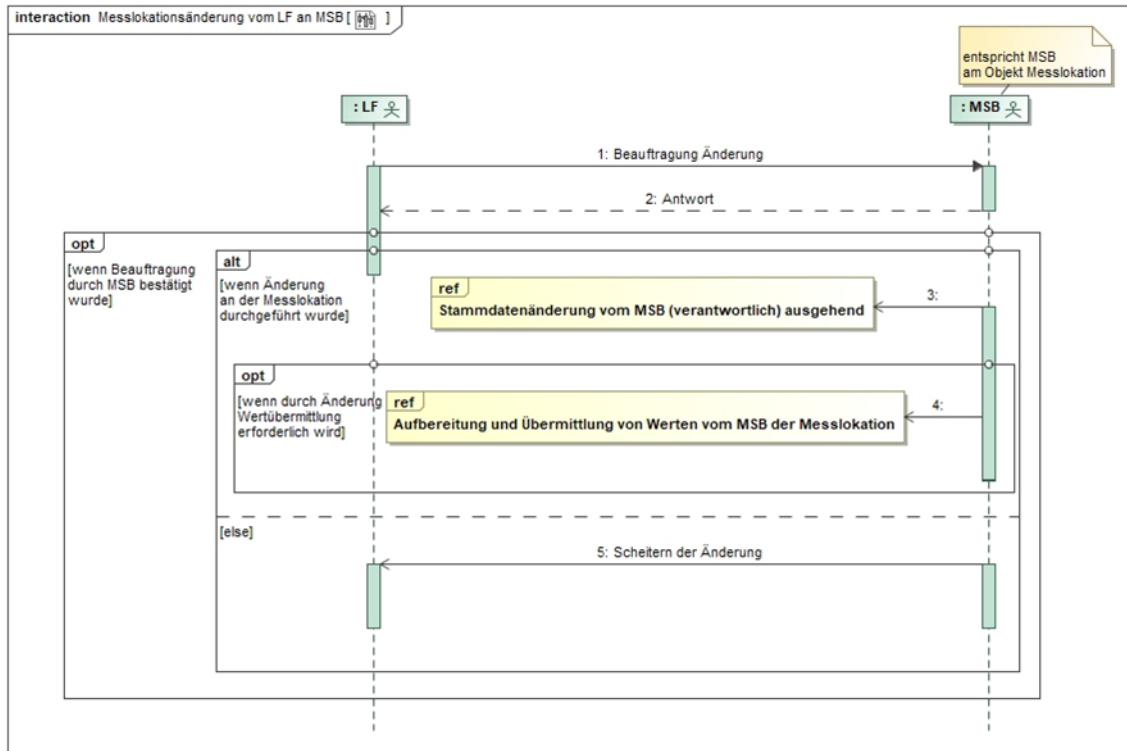 interaction Messlokationsänderung vom LF an MSB [ ]
entspricht MSB
am Objekt Messlokation
: LF
: MSB
1: Beauftragung Änderung
2: Antwort
opt
[wenn Beauftragung
durch MSB bestätigt
wurde]
alt
[wenn Änderung
an der Messlokation
durchgeführt wurde]
ref
Stammdatenänderung vom MSB (verantwortlich) ausgehend
3:
opt
[wenn durch Änderung
Wertübermittlung
erforderlich wird]
ref
Aufbereitung und Übermittlung von Werten vom MSB der Messlokation
4:
[else]
5: Scheitern der Änderung